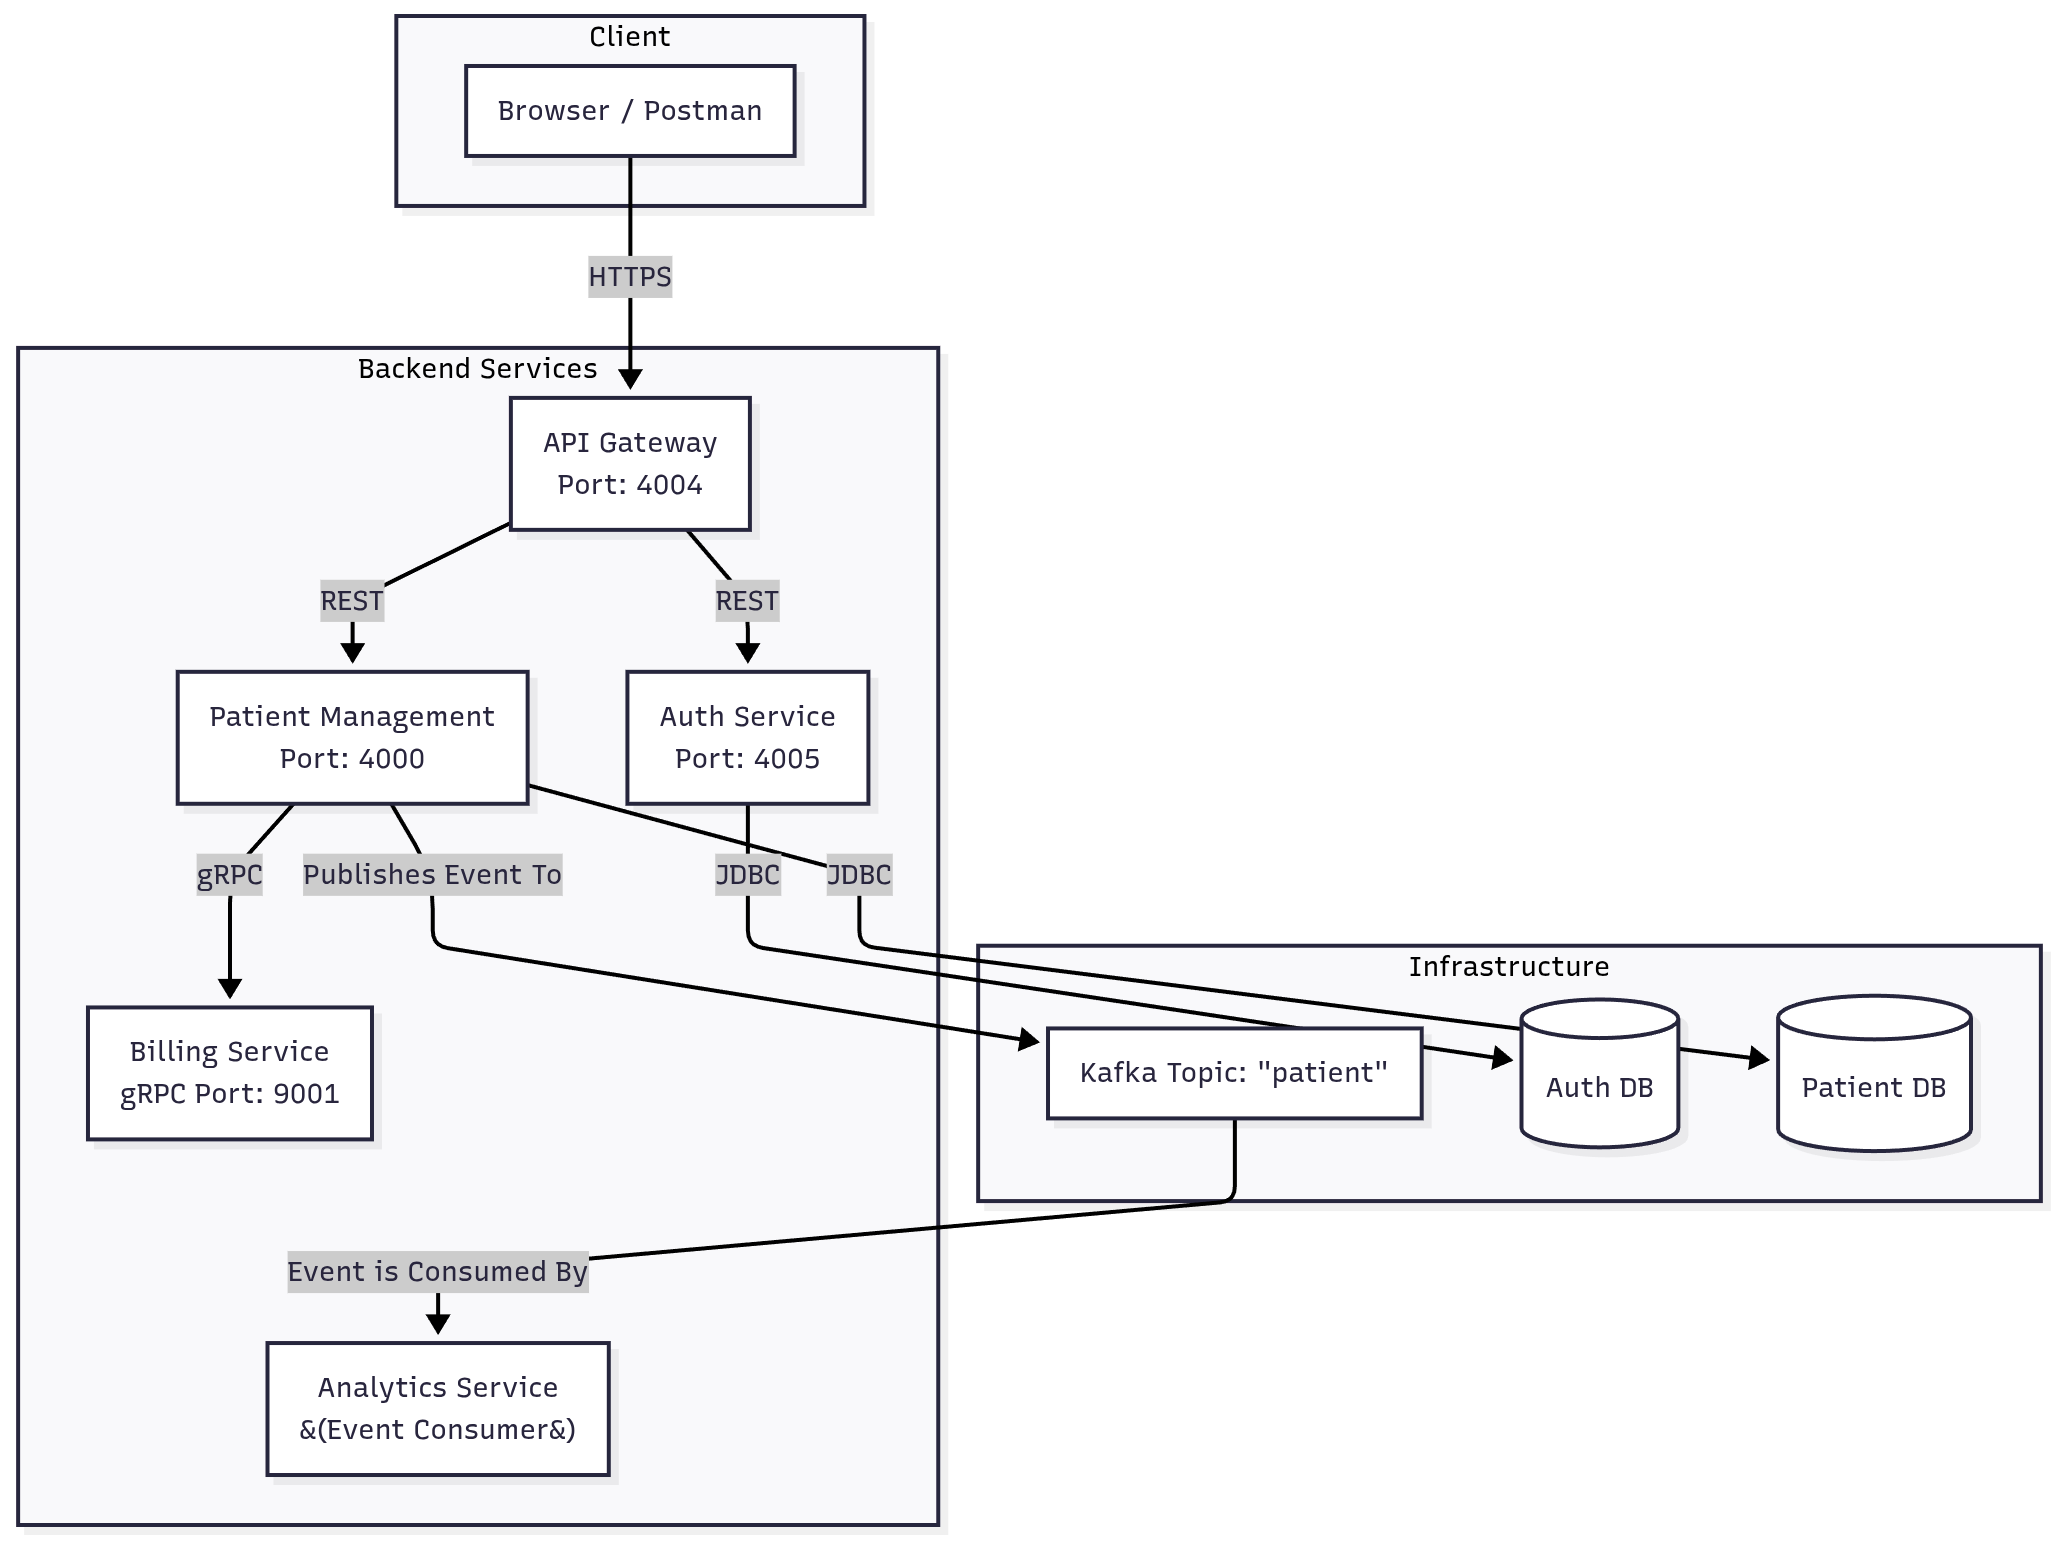 Client
Browser / Postman
HTTPS
Backend Services
API Gateway
Port: 4004
REST
REST
Patient Management
Port: 4000
Auth Service
Port: 4005
gRPC
Publishes Event To
JDBC
JDBC
Infrastructure
Billing Service
gRPC Port: 9001
Kafka Topic: "patient"
Auth DB
Patient DB
Event is Consumed By
Analytics Service
&(Event Consumer&)